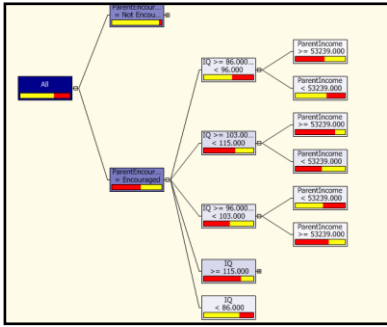 ParentEncour...
= Not Encou...
All
ParentEncour...
= Encouraged
IQ >= 86.000...
< 96.000
IQ >= 103.00...
< 115.000
IQ >= 96.000...
< 103.000
IQ
>= 115.000
IQ
< 86.000
ParentIncome
>= 53239.000
ParentIncome
< 53239.000
ParentIncome
>= 53239.000
ParentIncome
< 53239.000
ParentIncome
< 53239.000
ParentIncome
>= 53239.000